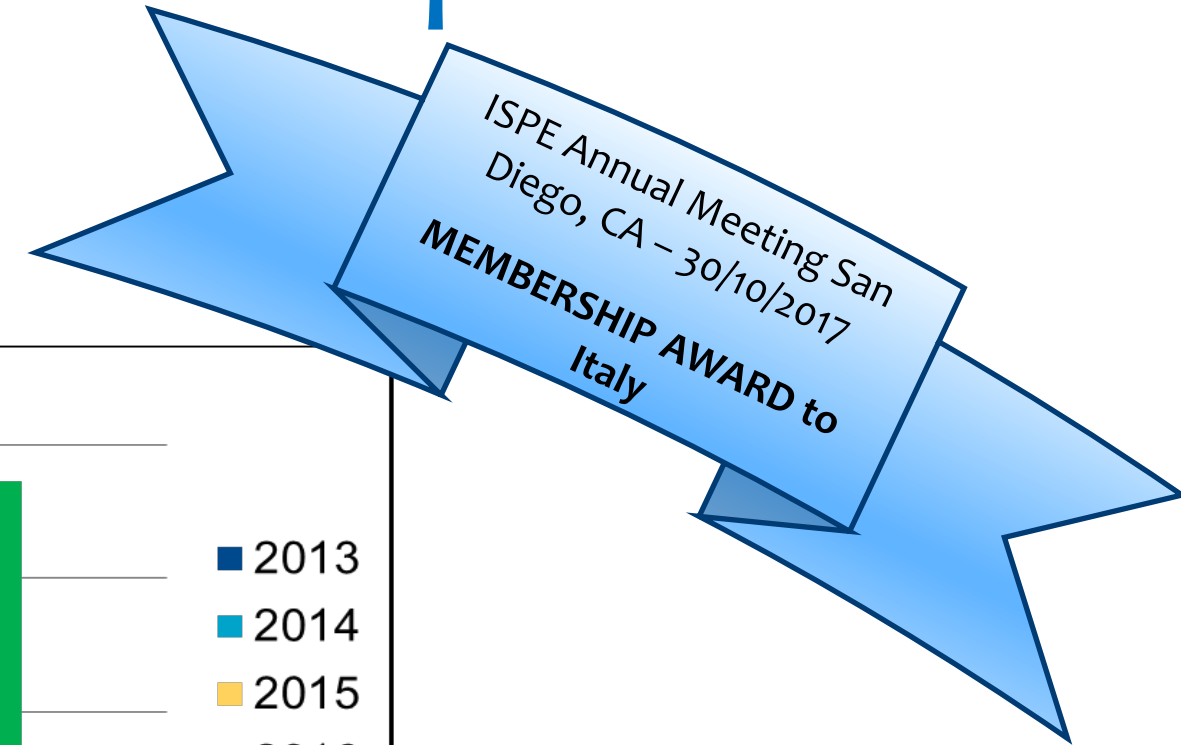 ISPE Annual Meeting San
Diego, CA – 30/10/2017
MEMBERSHIP AWARD to
Italy
2013
2014
2015